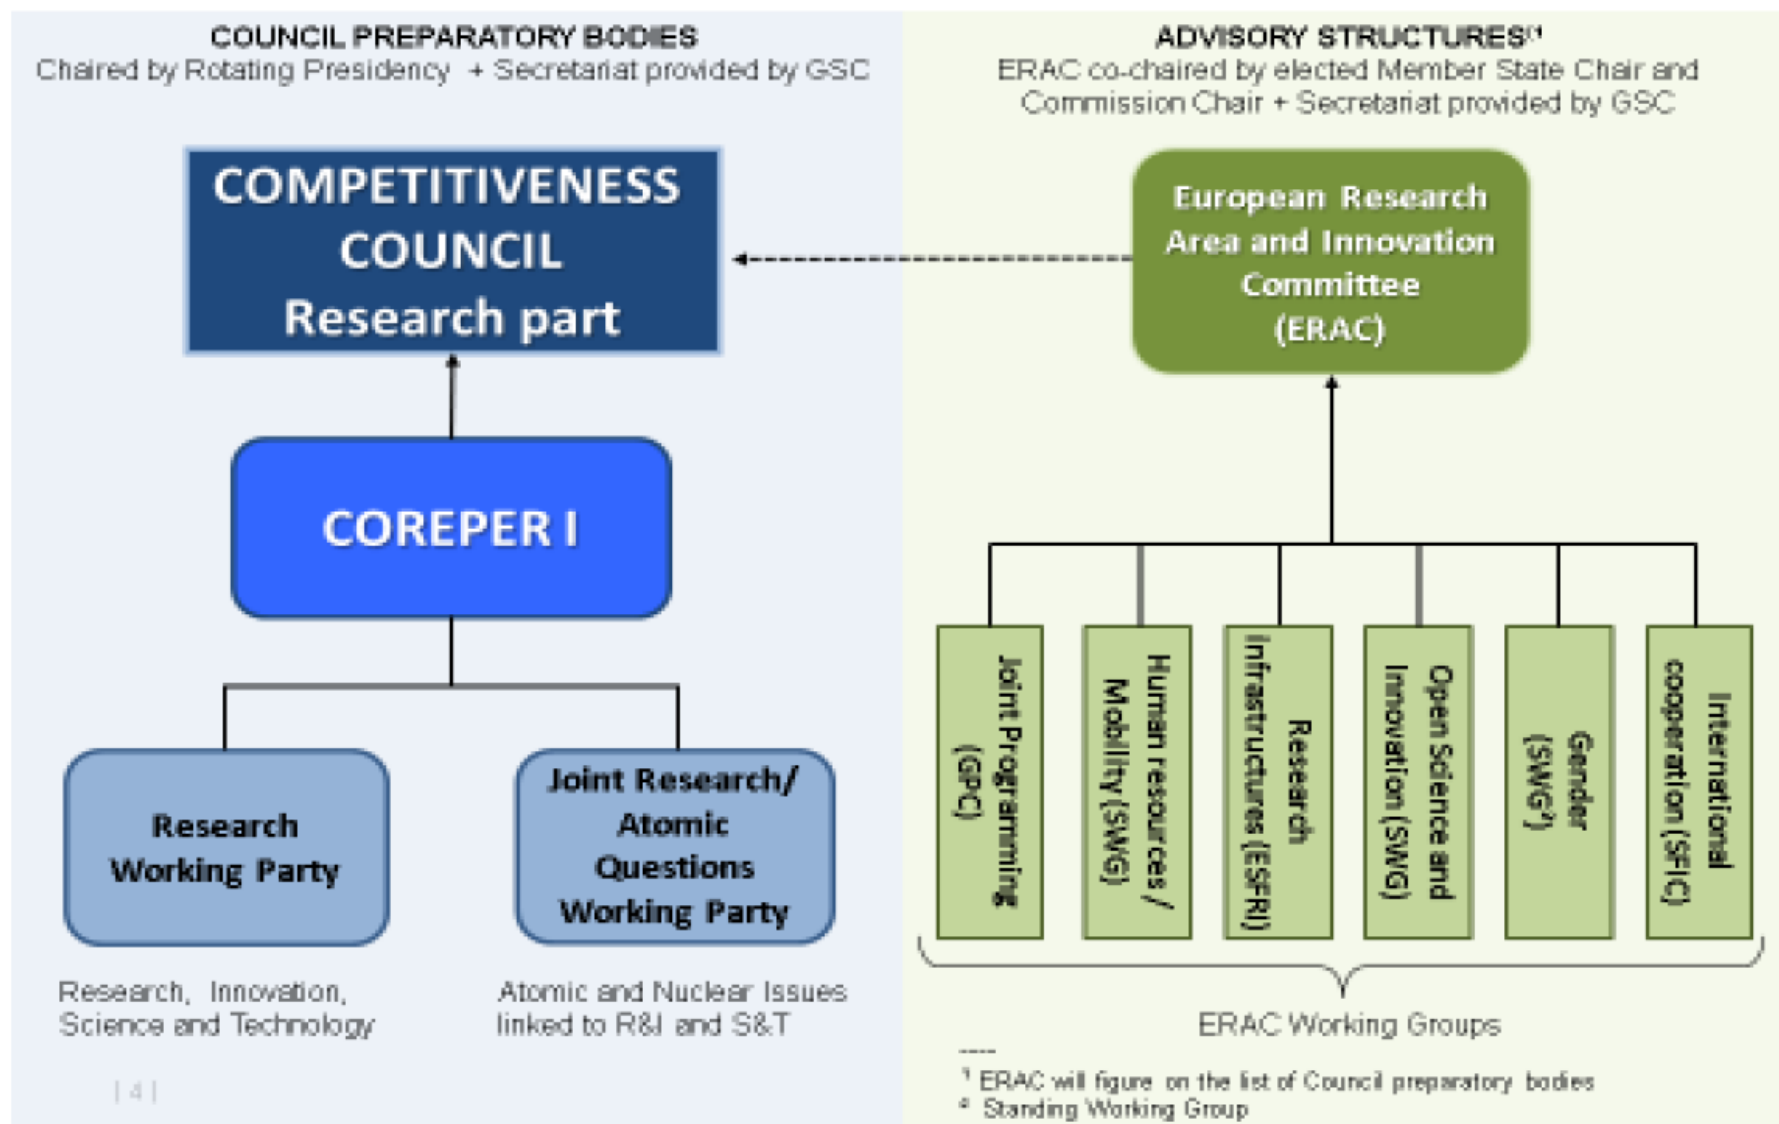 COUNCIL PREPARATORY BODIES
Chaired by Rotating Presidency + Secretariat provided by GSC
COMPETITIVENESS
COUNCIL
Research part
COREPER I
Research
Working Party
Joint Research/
Atomic
Questions
Working Party
Research, Innovation,
Science and Technology
Atomic and Nuclear Issues
linked to R&I and S&T
| 4 |
ADVISORY STRUCTURES(1
ERAC co-chaired by elected Member State Chair and
Commission Chair + Secretariat provided by GSC
European Research
Area and Innovation
Committee
(ERAC)
Joint Programming
(GPC)
Human resources /
Mobility (SWG)
Research
Infrastructures (ESFRI)
Open Science and
Innovation (SWG)
Gender
(SWG²)
International
cooperation (SFIC)
ERAC Working Groups
----
¹ ERAC will figure on the list of Council preparatory bodies
² Standing Working Group